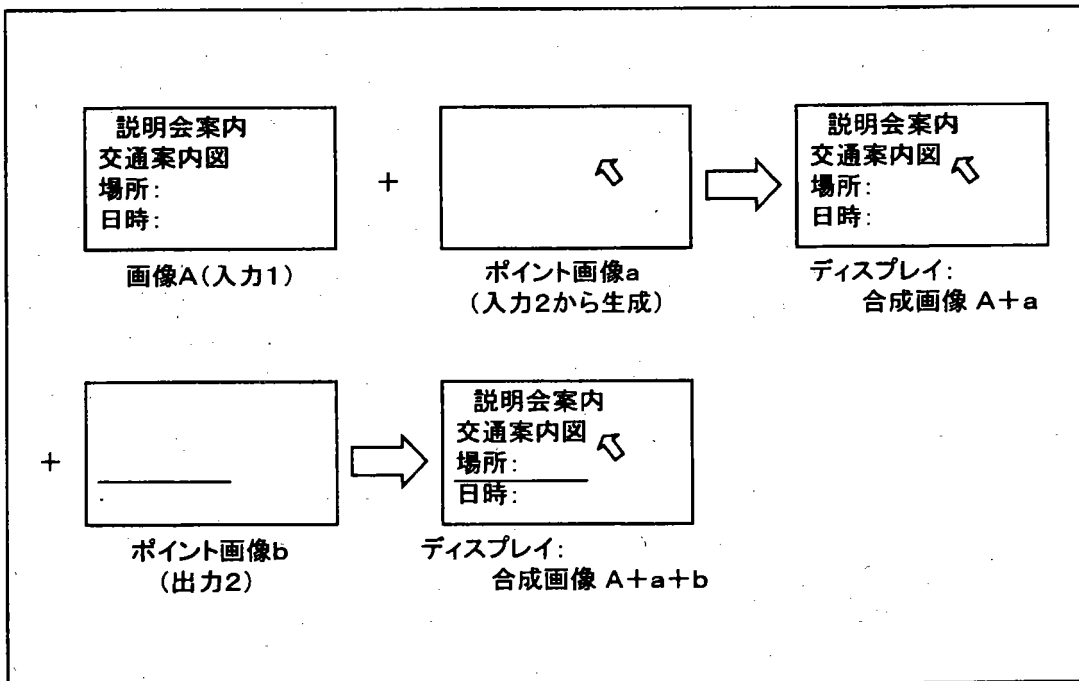 説明会案内
交通案内図
場所:
日時:
画像A(入力1)
+
ポイント画像a
(入力2から生成)
説明会案内
交通案内図
場所:
日時:
ディスプレイ:
合成画像 A+a
+
ポイント画像b
(出力2)
説明会案内
交通案内図
場所:
日時:
ディスプレイ:
合成画像 A+a+b